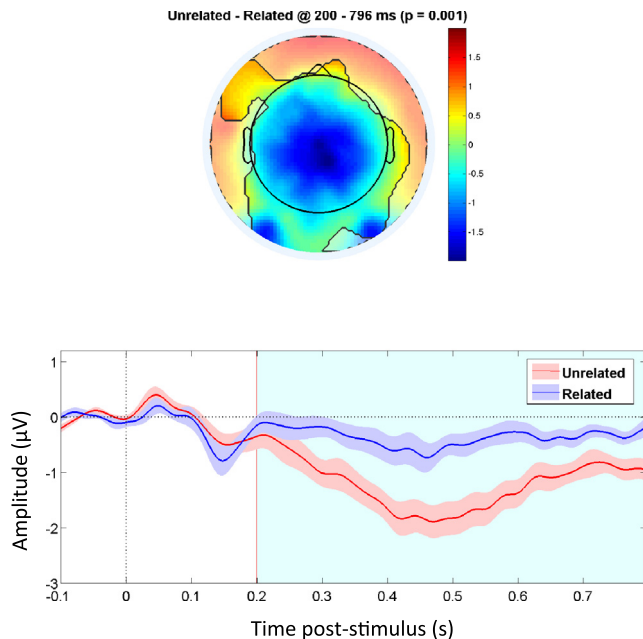 Unrelated - Related @ 200 - 796 ms (p = 0.001)
1.5
1
0.5
0
-0.5
-1
-1.5
1
0
-1
-2
-3
Amplitude (µV)
Unrelated
Related
-0.1 0 0.1 0.2 0.3 0.4 0.5 0.6 0.7
Time post-stimulus (s)